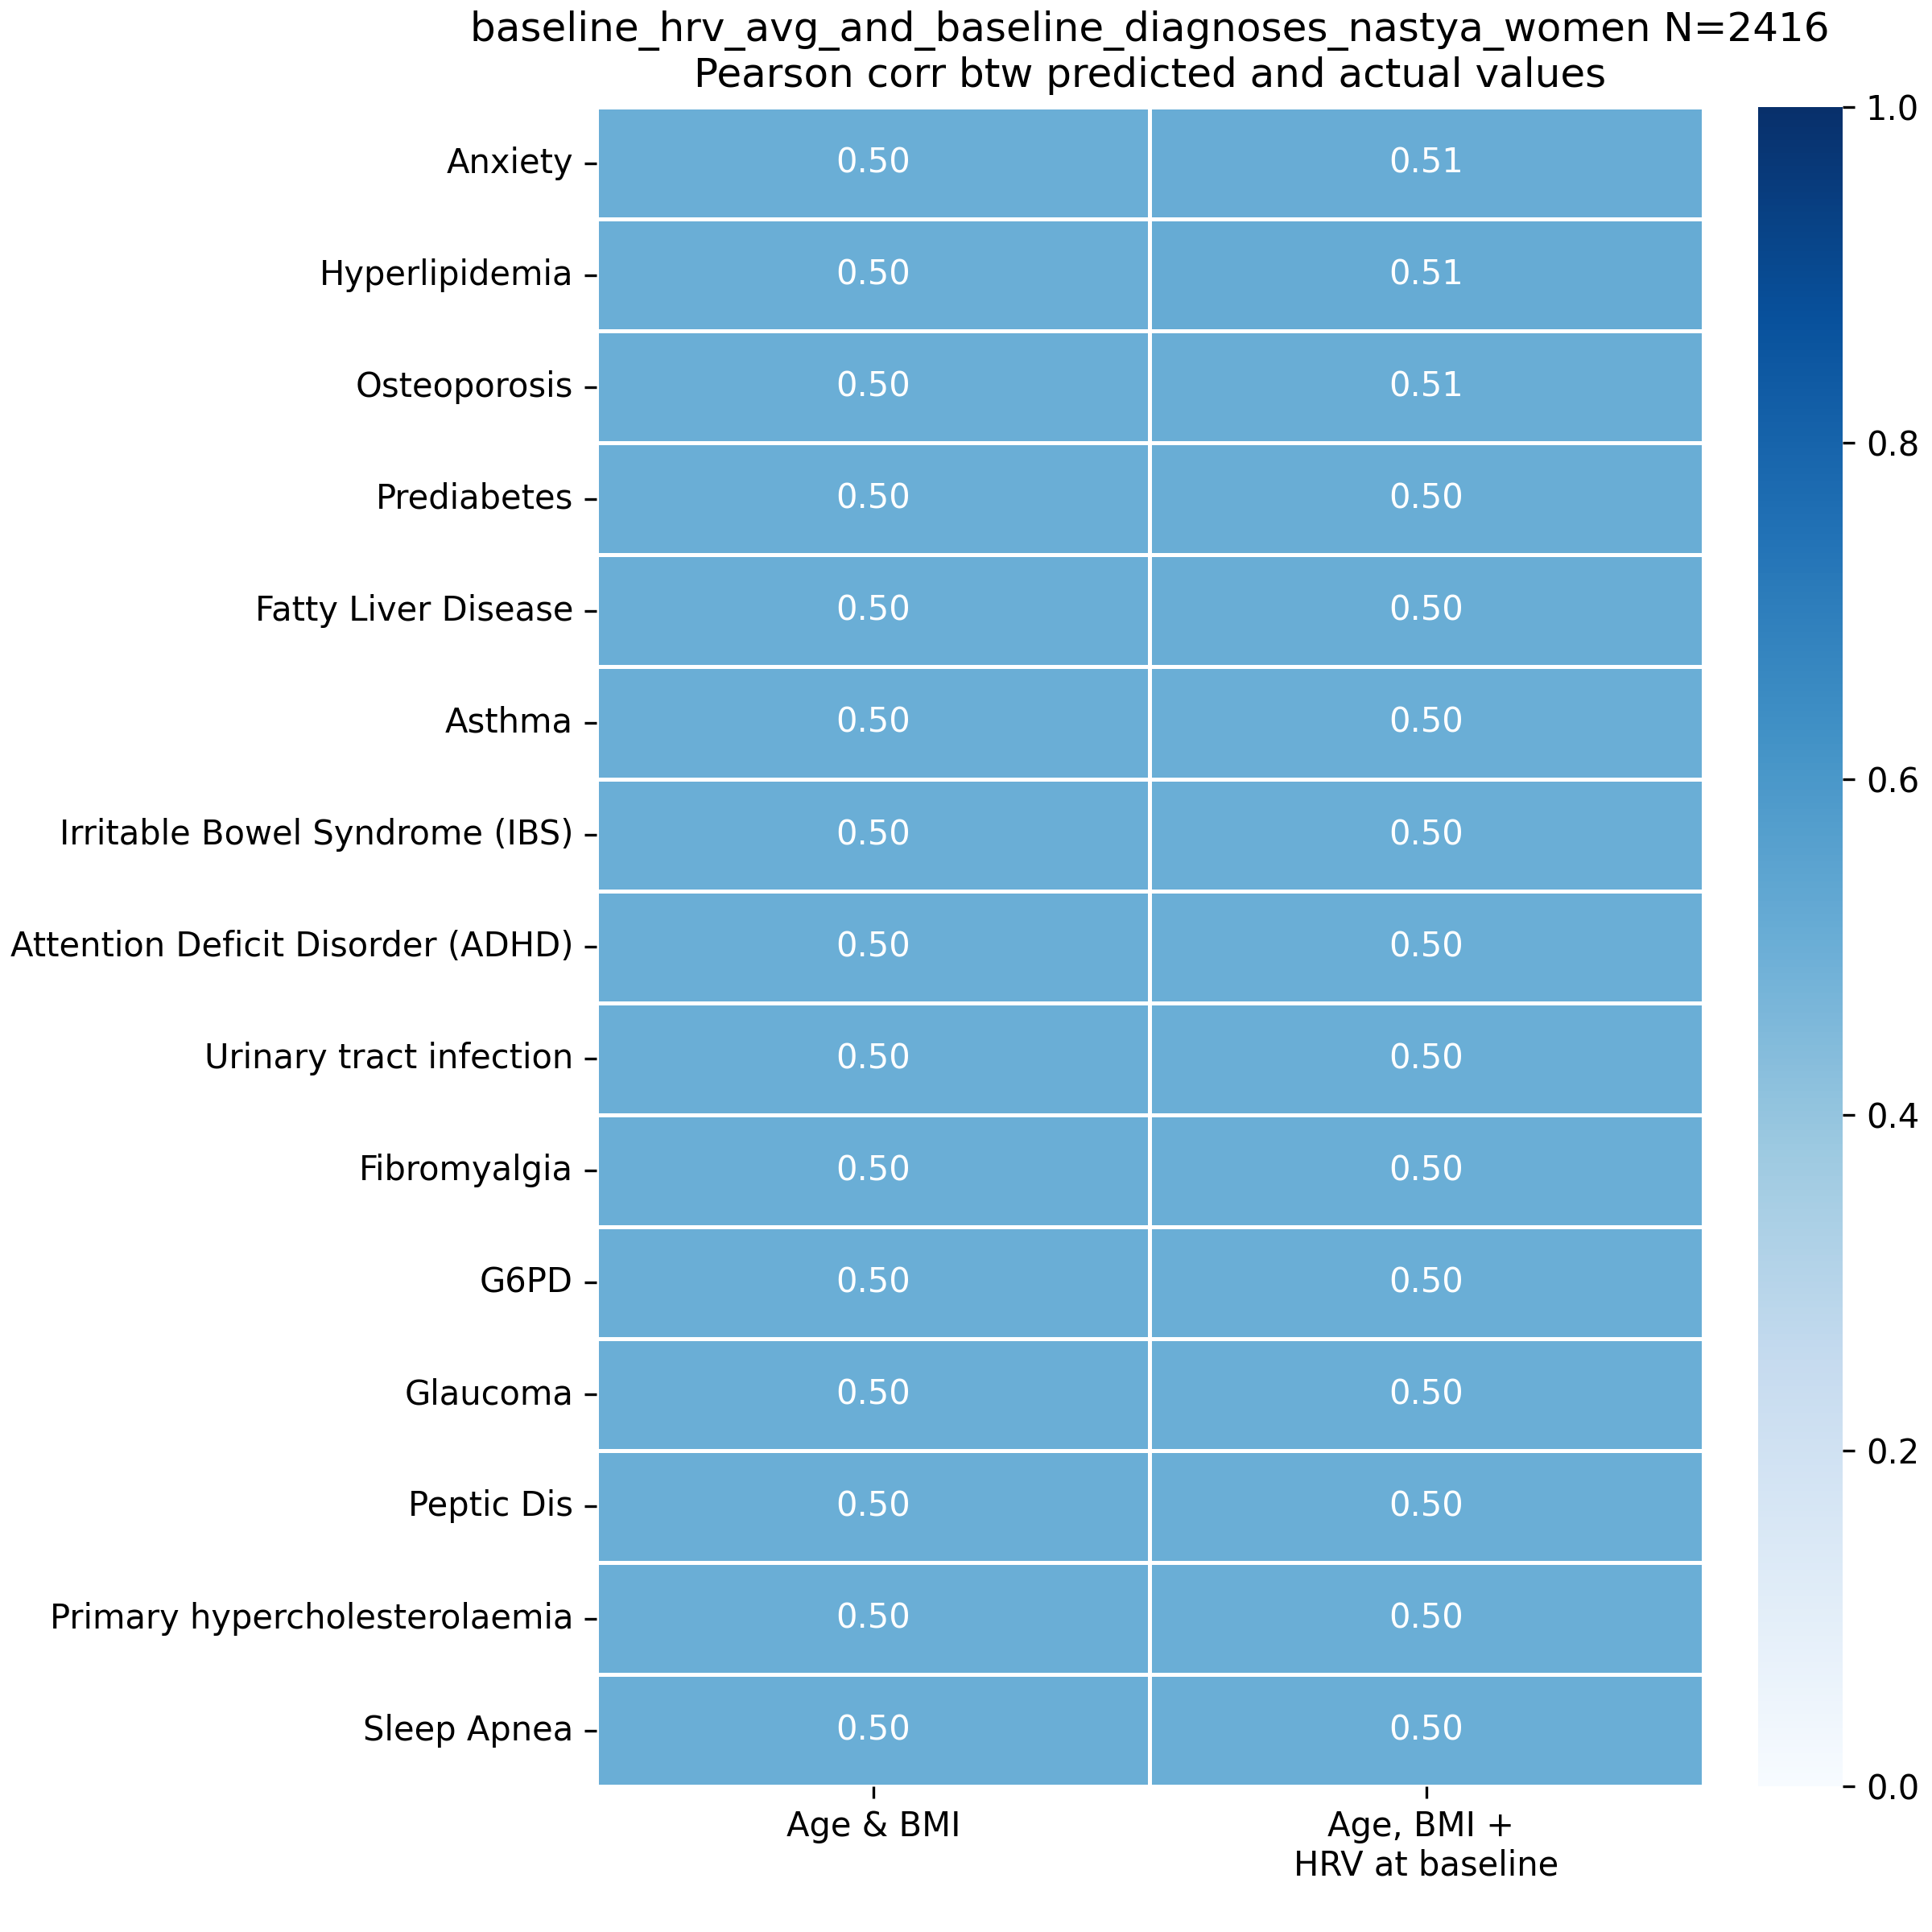 baseline_hrv_avg_and_baseline_diagnoses_nastya_women N=2416
Pearson corr btw predicted and actual values
Anxiety 0.50 0.51
Hyperlipidemia 0.50 0.51
Osteoporosis 0.50 0.51
Prediabetes 0.50 0.50
Fatty Liver Disease 0.50 0.50
Asthma 0.50 0.50
Irritable Bowel Syndrome (IBS) 0.50 0.50
Attention Deficit Disorder (ADHD) 0.50 0.50
Urinary tract infection 0.50 0.50
Fibromyalgia 0.50 0.50
G6PD 0.50 0.50
Glaucoma 0.50 0.50
Peptic Dis 0.50 0.50
Primary hypercholesterolaemia 0.50 0.50
Sleep Apnea 0.50 0.50
Age & BMI
Age, BMI +
HRV at baseline
1.0
0.8
0.6
0.4
0.2
0.0